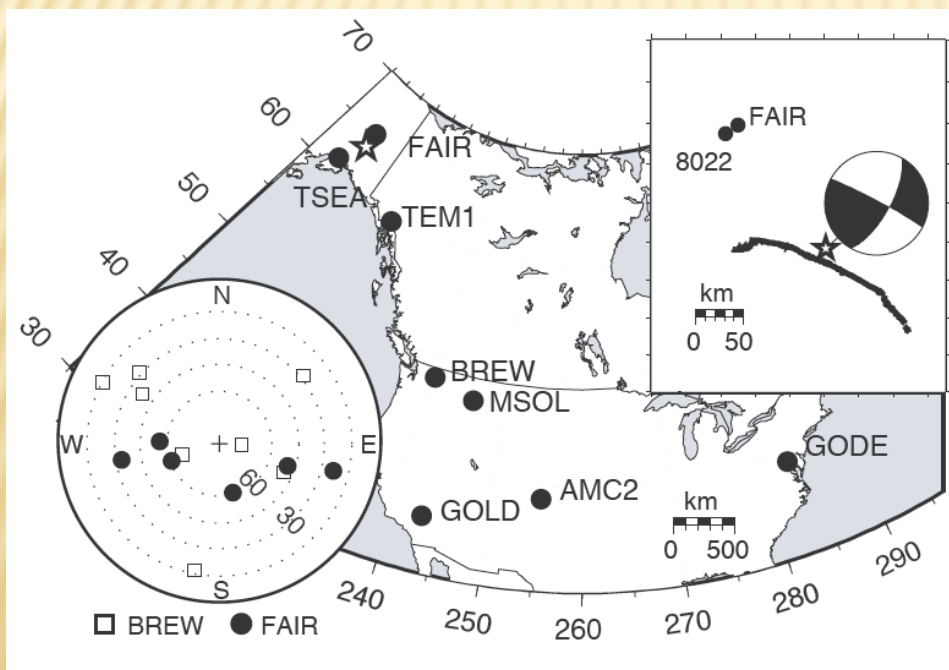 70
60
50
40
30
FAIR
TSEA
TEM1
BREW
MSOL
GODE
AMC2
GOLD
km
0 500
240
250
260
270
280
290
FAIR
8022
km
0 50
N
W
E
S
60
30
BREW
FAIR